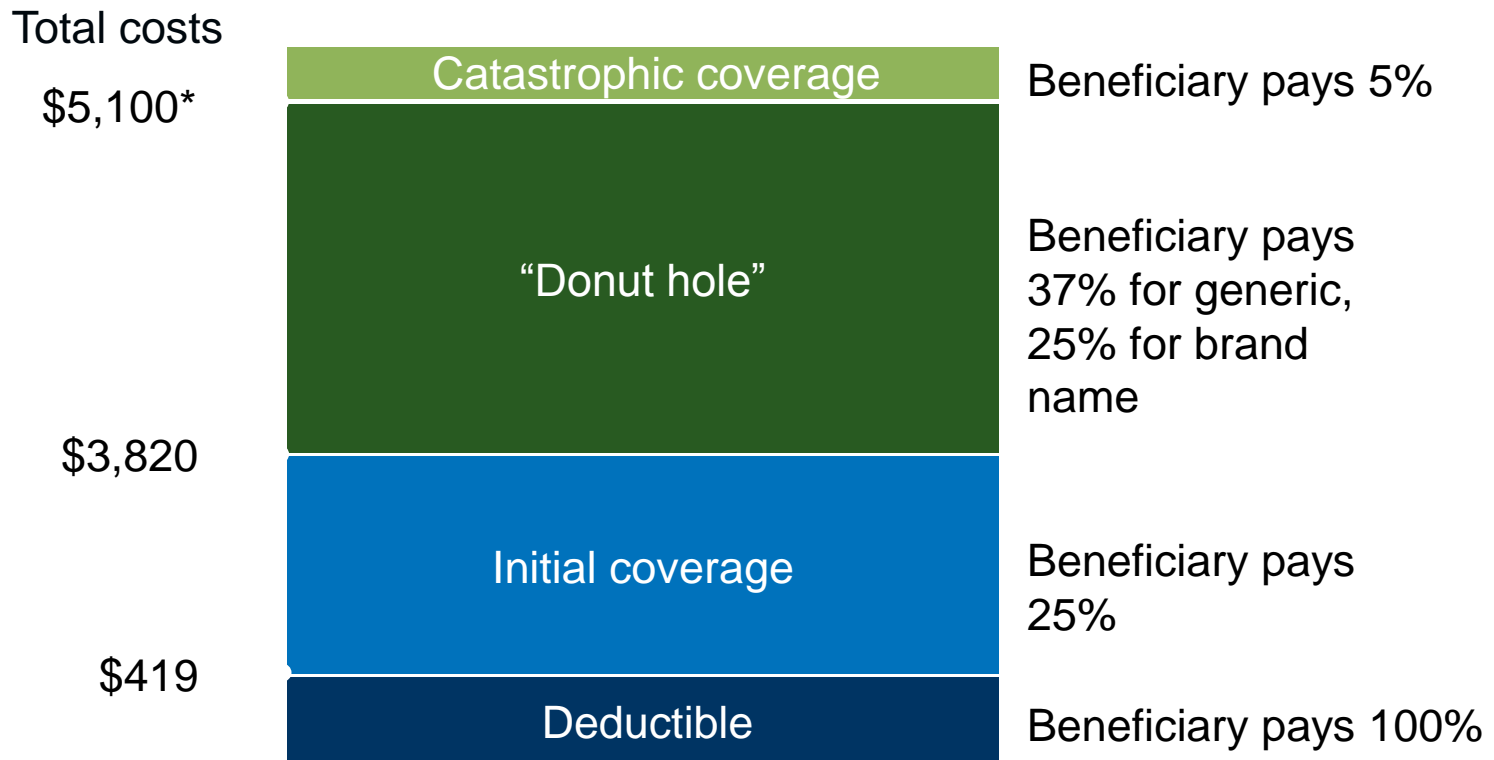 Total costs
Catastrophic coverage
Beneficiary pays 5%
$5,100*
“Donut hole”
Beneficiary pays
37% for generic,
25% for brand
name
$3,820
Initial coverage
Beneficiary pays
25%
$419
Deductible
Beneficiary pays 100%